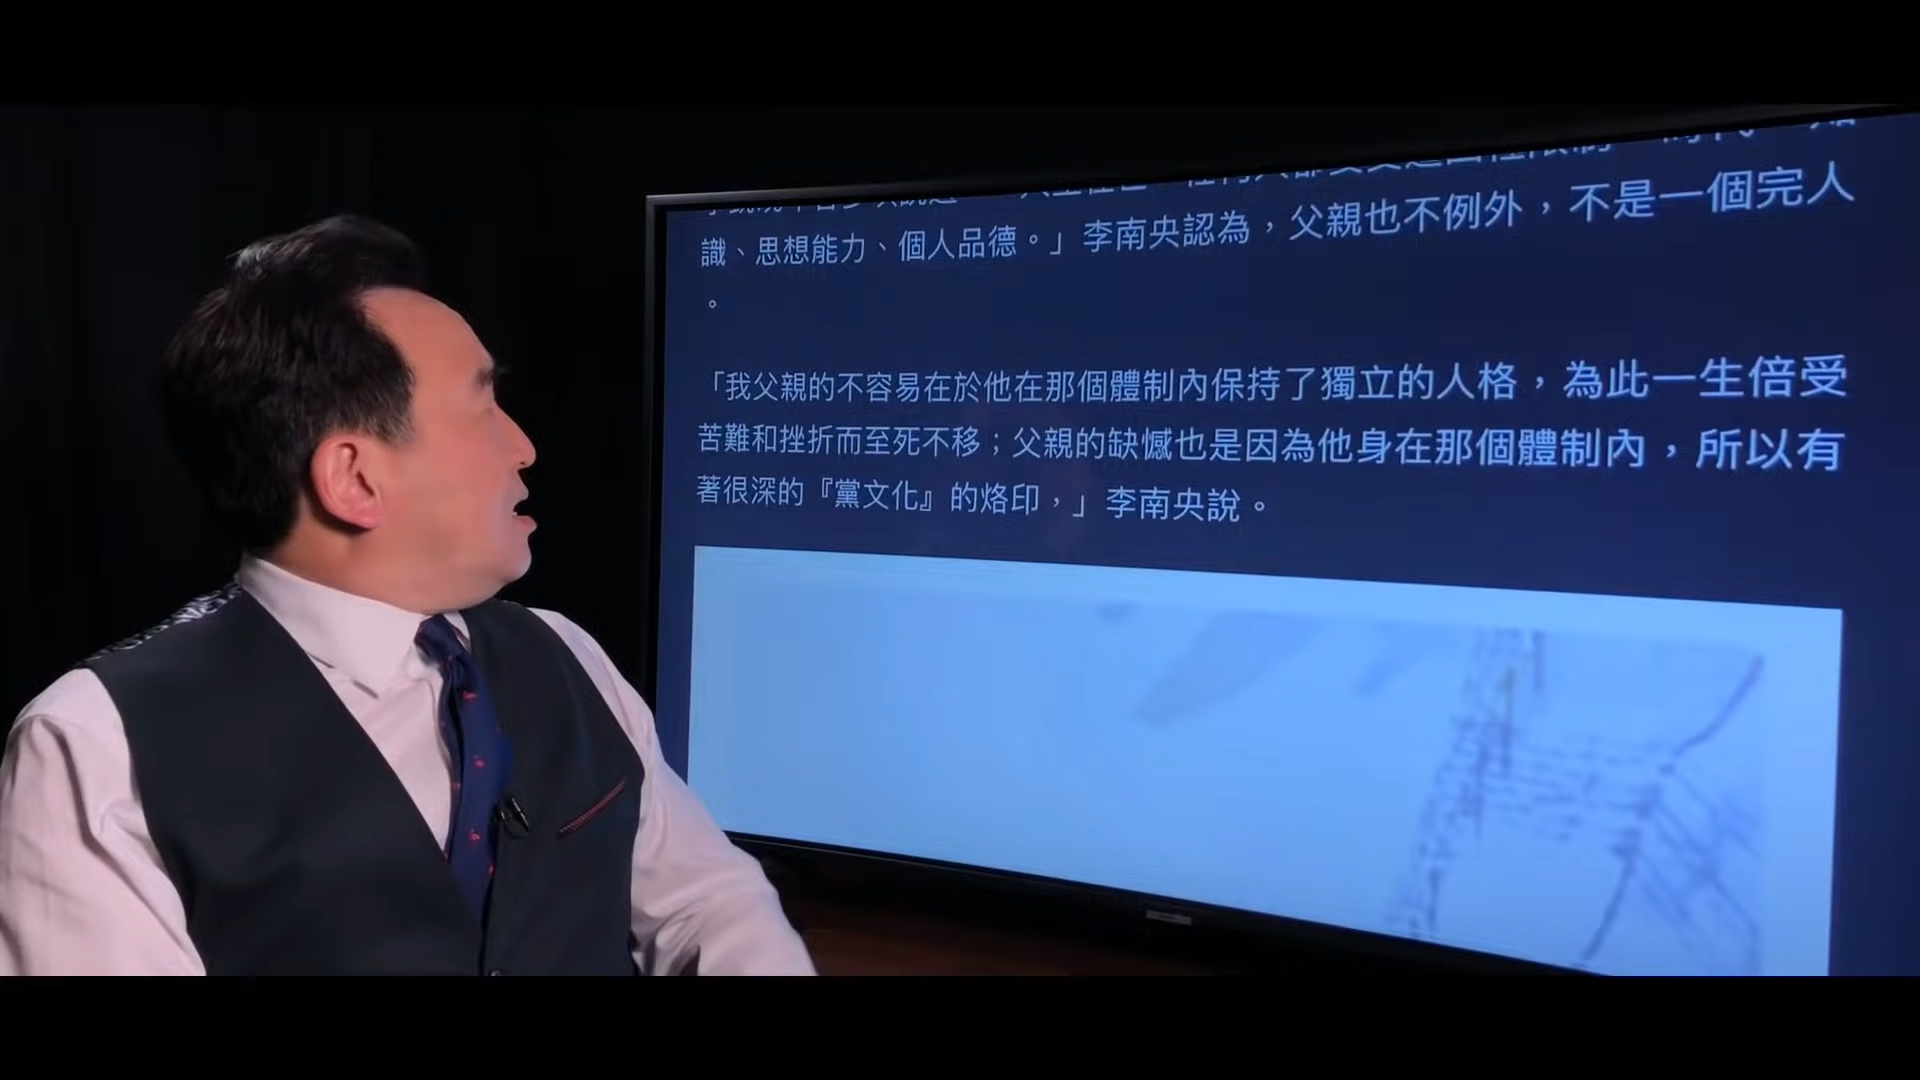 識、思想能力、個人品德。」李南央認為，父親也不例外，不是一個完人
。
「我父親的不容易在於他在那個體制內保持了獨立的人格，為此一生倍受
苦難和挫折而至死不移；父親的缺憾也是因為他身在那個體制內，所以有
著很深的『黨文化』的烙印，」李南央說。